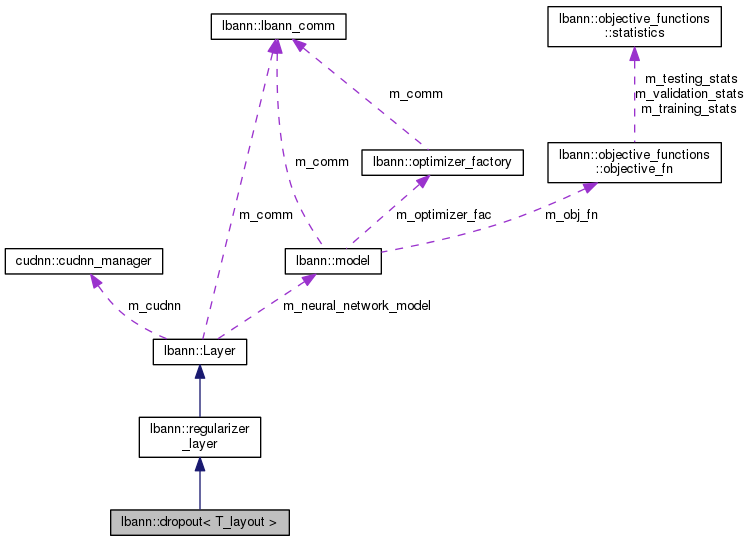 lbann::lbann_comm
lbann::objective_functions
::statistics
m_testing_stats
m_validation_stats
m_training_stats
m_comm
lbann::optimizer_factory
lbann::objective_functions
::objective_fn
m_comm
m_comm
m_optimizer_fac
m_obj_fn
cudnn::cudnn_manager
lbann::model
m_cudnn
m_neural_network_model
lbann::Layer
lbann::regularizer
_layer
lbann::dropout< T_layout >